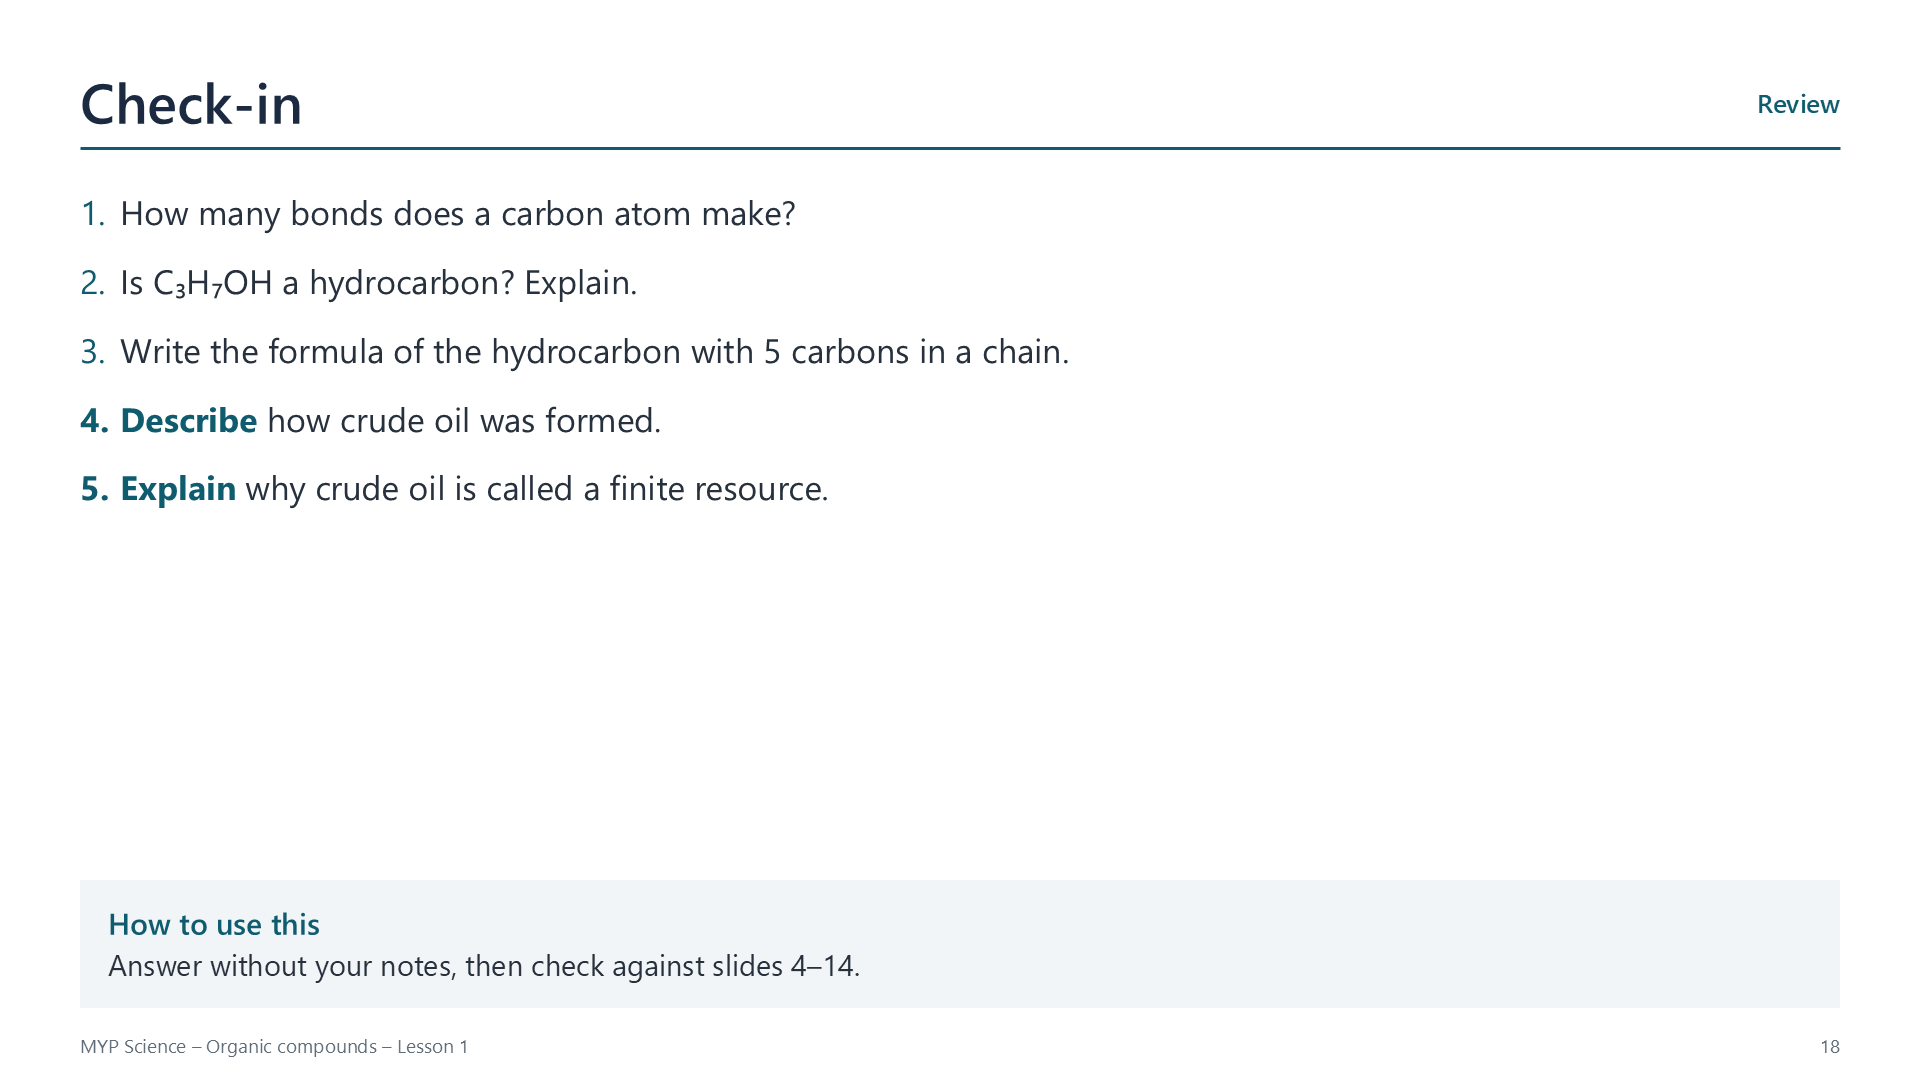 Check-in
Review
1. How many bonds does a carbon atom make?
2. Is C₃H₇OH a hydrocarbon? Explain.
3. Write the formula of the hydrocarbon with 5 carbons in a chain.
4. Describe how crude oil was formed.
5. Explain why crude oil is called a finite resource.
How to use this
Answer without your notes, then check against slides 4–14.
MYP Science – Organic compounds – Lesson 1
18